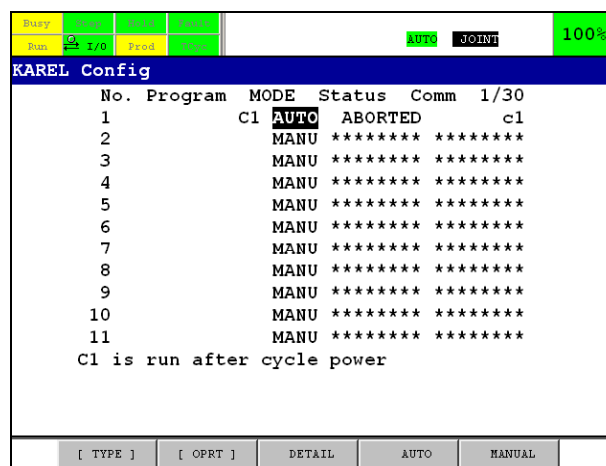 Busy Step Hold Fault
Run I/O Prod TCyc AUTO JOINT 100%
KAREL Config
No. Program MODE Status Comm 1/30
1 C1 AUTO ABORTED c1
2 MANU ******** ********
3 MANU ******** ********
4 MANU ******** ********
5 MANU ******** ********
6 MANU ******** ********
7 MANU ******** ********
8 MANU ******** ********
9 MANU ******** ********
10 MANU ******** ********
11 MANU ******** ********
C1 is run after cycle power
[ TYPE ] [ OPRT ] DETAIL AUTO MANUAL